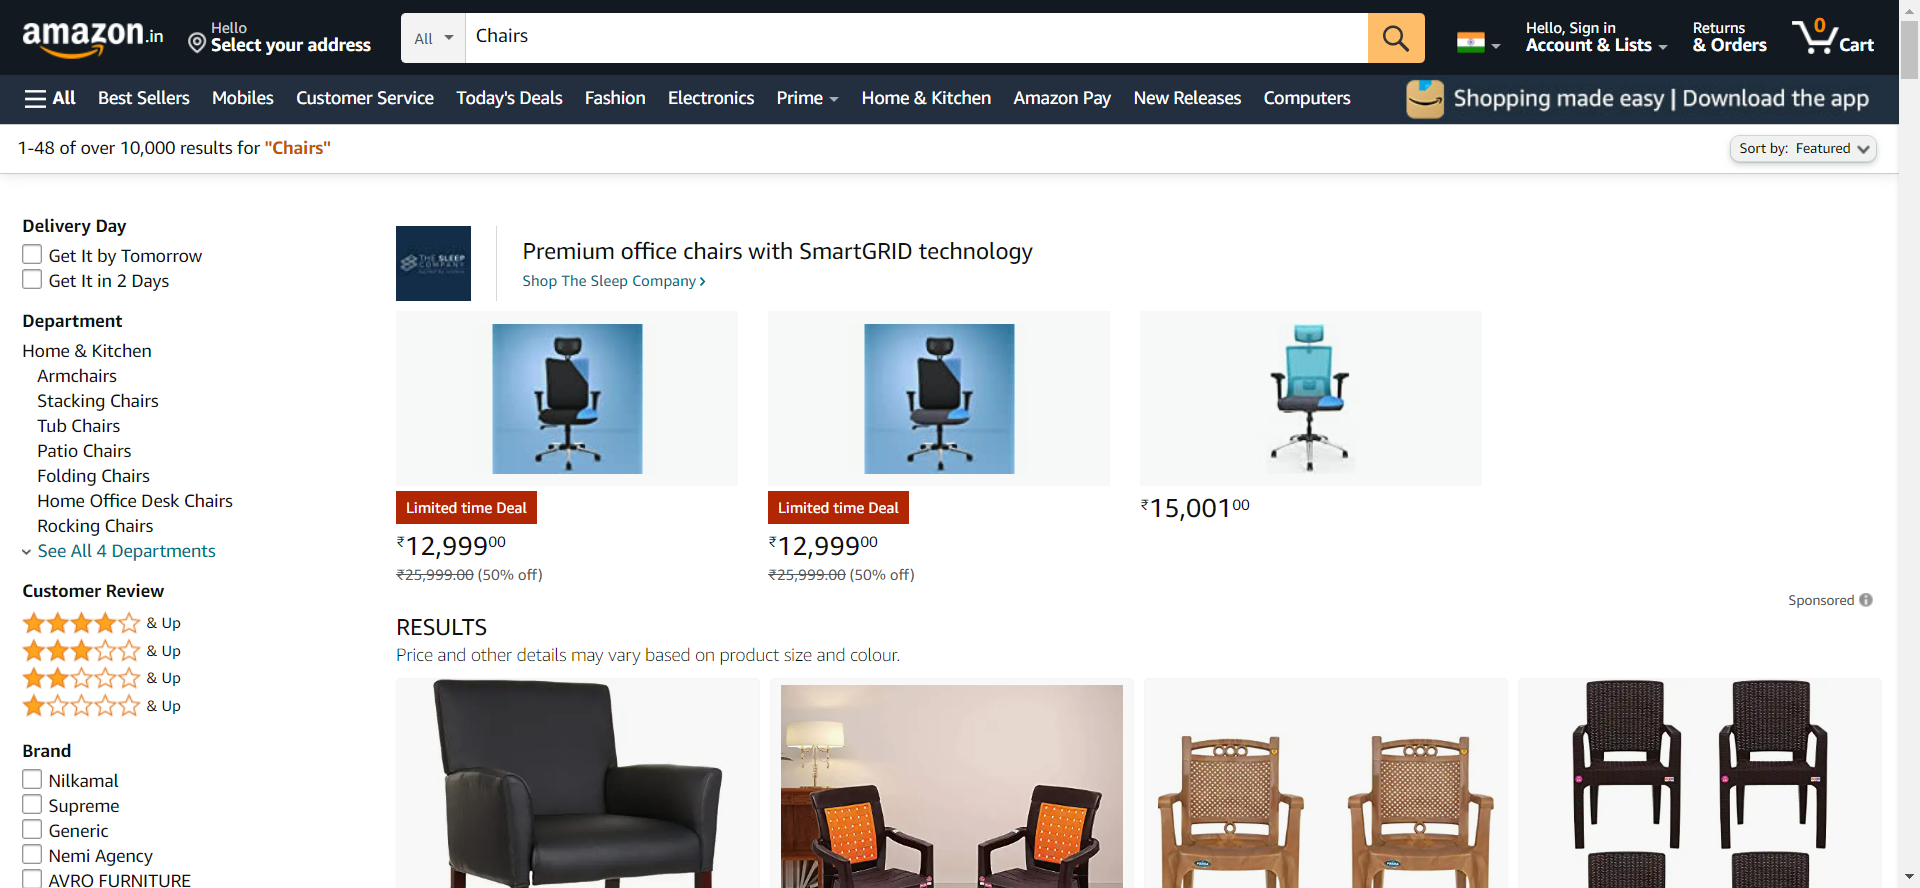 amazon.in
Hello
Select your address
All
Chairs
Hello, Sign in
Account & Lists
Returns
& Orders
0
Cart
All
Best Sellers
Mobiles
Customer Service
Today's Deals
Fashion
Electronics
Prime
Home & Kitchen
Amazon Pay
New Releases
Computers
Shopping made easy | Download the app
1-48 of over 10,000 results for "Chairs"
Sort by: Featured
Delivery Day
Get It by Tomorrow
Get It in 2 Days
Department
Home & Kitchen
Armchairs
Stacking Chairs
Tub Chairs
Patio Chairs
Folding Chairs
Home Office Desk Chairs
Rocking Chairs
See All 4 Departments
Customer Review
& Up
& Up
& Up
& Up
Brand
Nilkamal
Supreme
Generic
Nemi Agency
AVRO FURNITURE
THE SLEEP
COMPANY
Premium office chairs with SmartGRID technology
Shop The Sleep Company
Limited time Deal
₹12,99900
₹25,999.00 (50% off)
Limited time Deal
₹12,99900
₹25,999.00 (50% off)
₹15,00100
Sponsored
RESULTS
Price and other details may vary based on product size and colour.